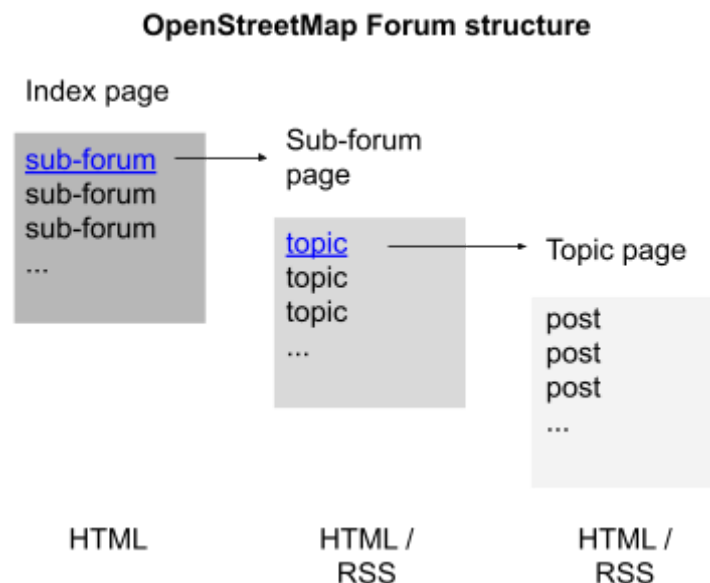 OpenStreetMap Forum structure
Index page
sub-forum
sub-forum
sub-forum
...
Sub-forum
page
topic
topic
topic
...
Topic page
post
post
post
...
HTML
HTML /
RSS
HTML /
RSS